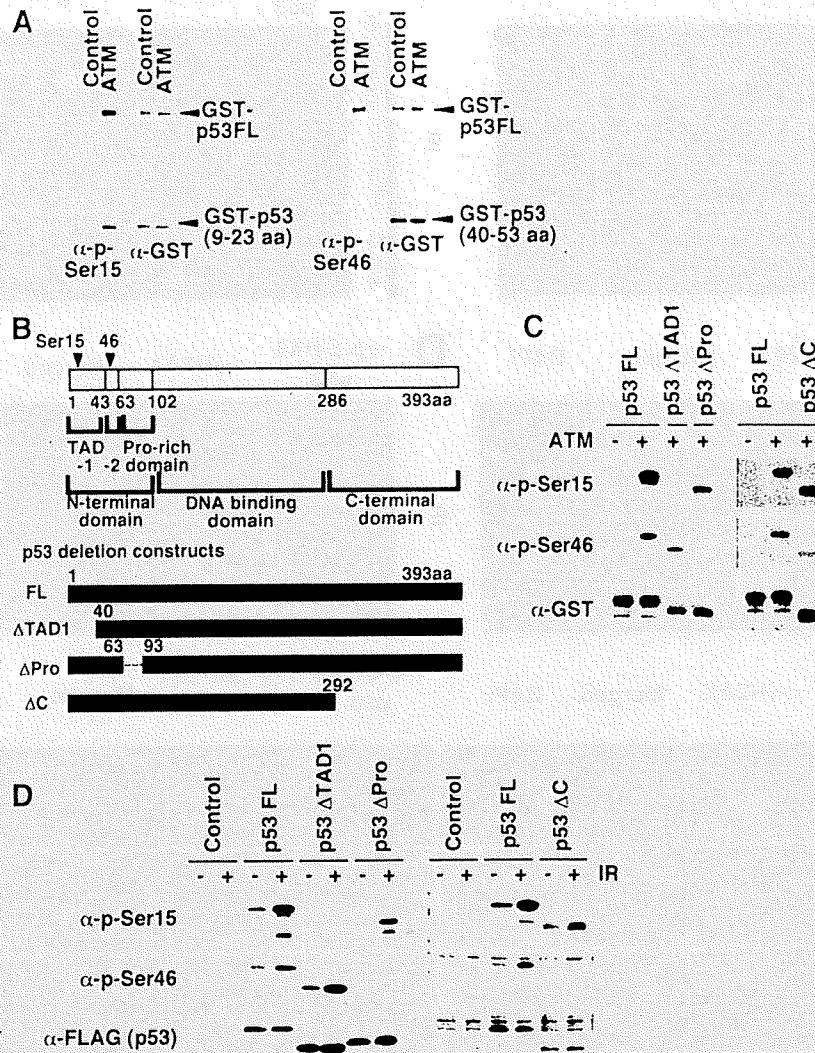 A
Control
ATM
Control
ATM
GST-
p53FL
GST-p53
(9-23 aa)
α-p-
Ser15
α-GST
Control
ATM
Control
ATM
GST-
p53FL
GST-p53
(40-53 aa)
α-p-
Ser46
α-GST
B
Ser15 46
1 43 63 102 286 393aa
TAD Pro-rich
-1 -2 domain
N-terminal
domain
DNA binding
domain
C-terminal
domain
p53 deletion constructs
1 393aa
FL
40
ΔTAD1
63 93
ΔPro
292
ΔC
C
p53 FL
p53 ΔTAD1
p53 ΔPro
p53 FL
p53 ΔC
ATM - + + + - + +
α-p-Ser15
α-p-Ser46
α-GST
D
Control
p53 FL
p53 ΔTAD1
p53 ΔPro
Control
p53 FL
p53 ΔC
- + - + - + - + - + - + - + IR
α-p-Ser15
α-p-Ser46
α-FLAG (p53)